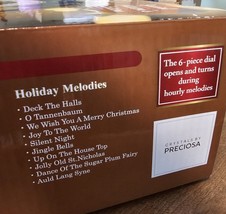 Holiday Melodies
• Deck The Halls
• O Tannenbaum
• We Wish You A Merry Christmas
• Joy To The World
• Silent Night
• Jingle Bells
• Up On The House Top
• Jolly Old St.Nicholas
• Dance Of The Sugar Plum Fairy
• Auld Lang Syne
The 6-piece dial
opens and turns
during
hourly melodies
CRYSTALS BY
PRECIOSA